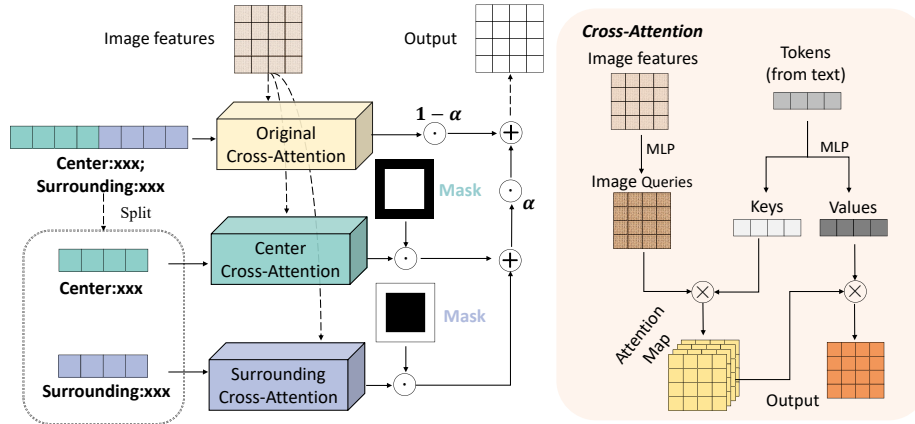 Image features
Output
Original
Cross-Attention
1 − α
Center:xxx;
Surrounding:xxx
Split
Mask
α
Center
Cross-Attention
Center:xxx
Mask
Surrounding
Cross-Attention
Surrounding:xxx
Cross-Attention
Image features
Tokens
(from text)
MLP
MLP
Image Queries
Keys
Values
Attention
Map
Output